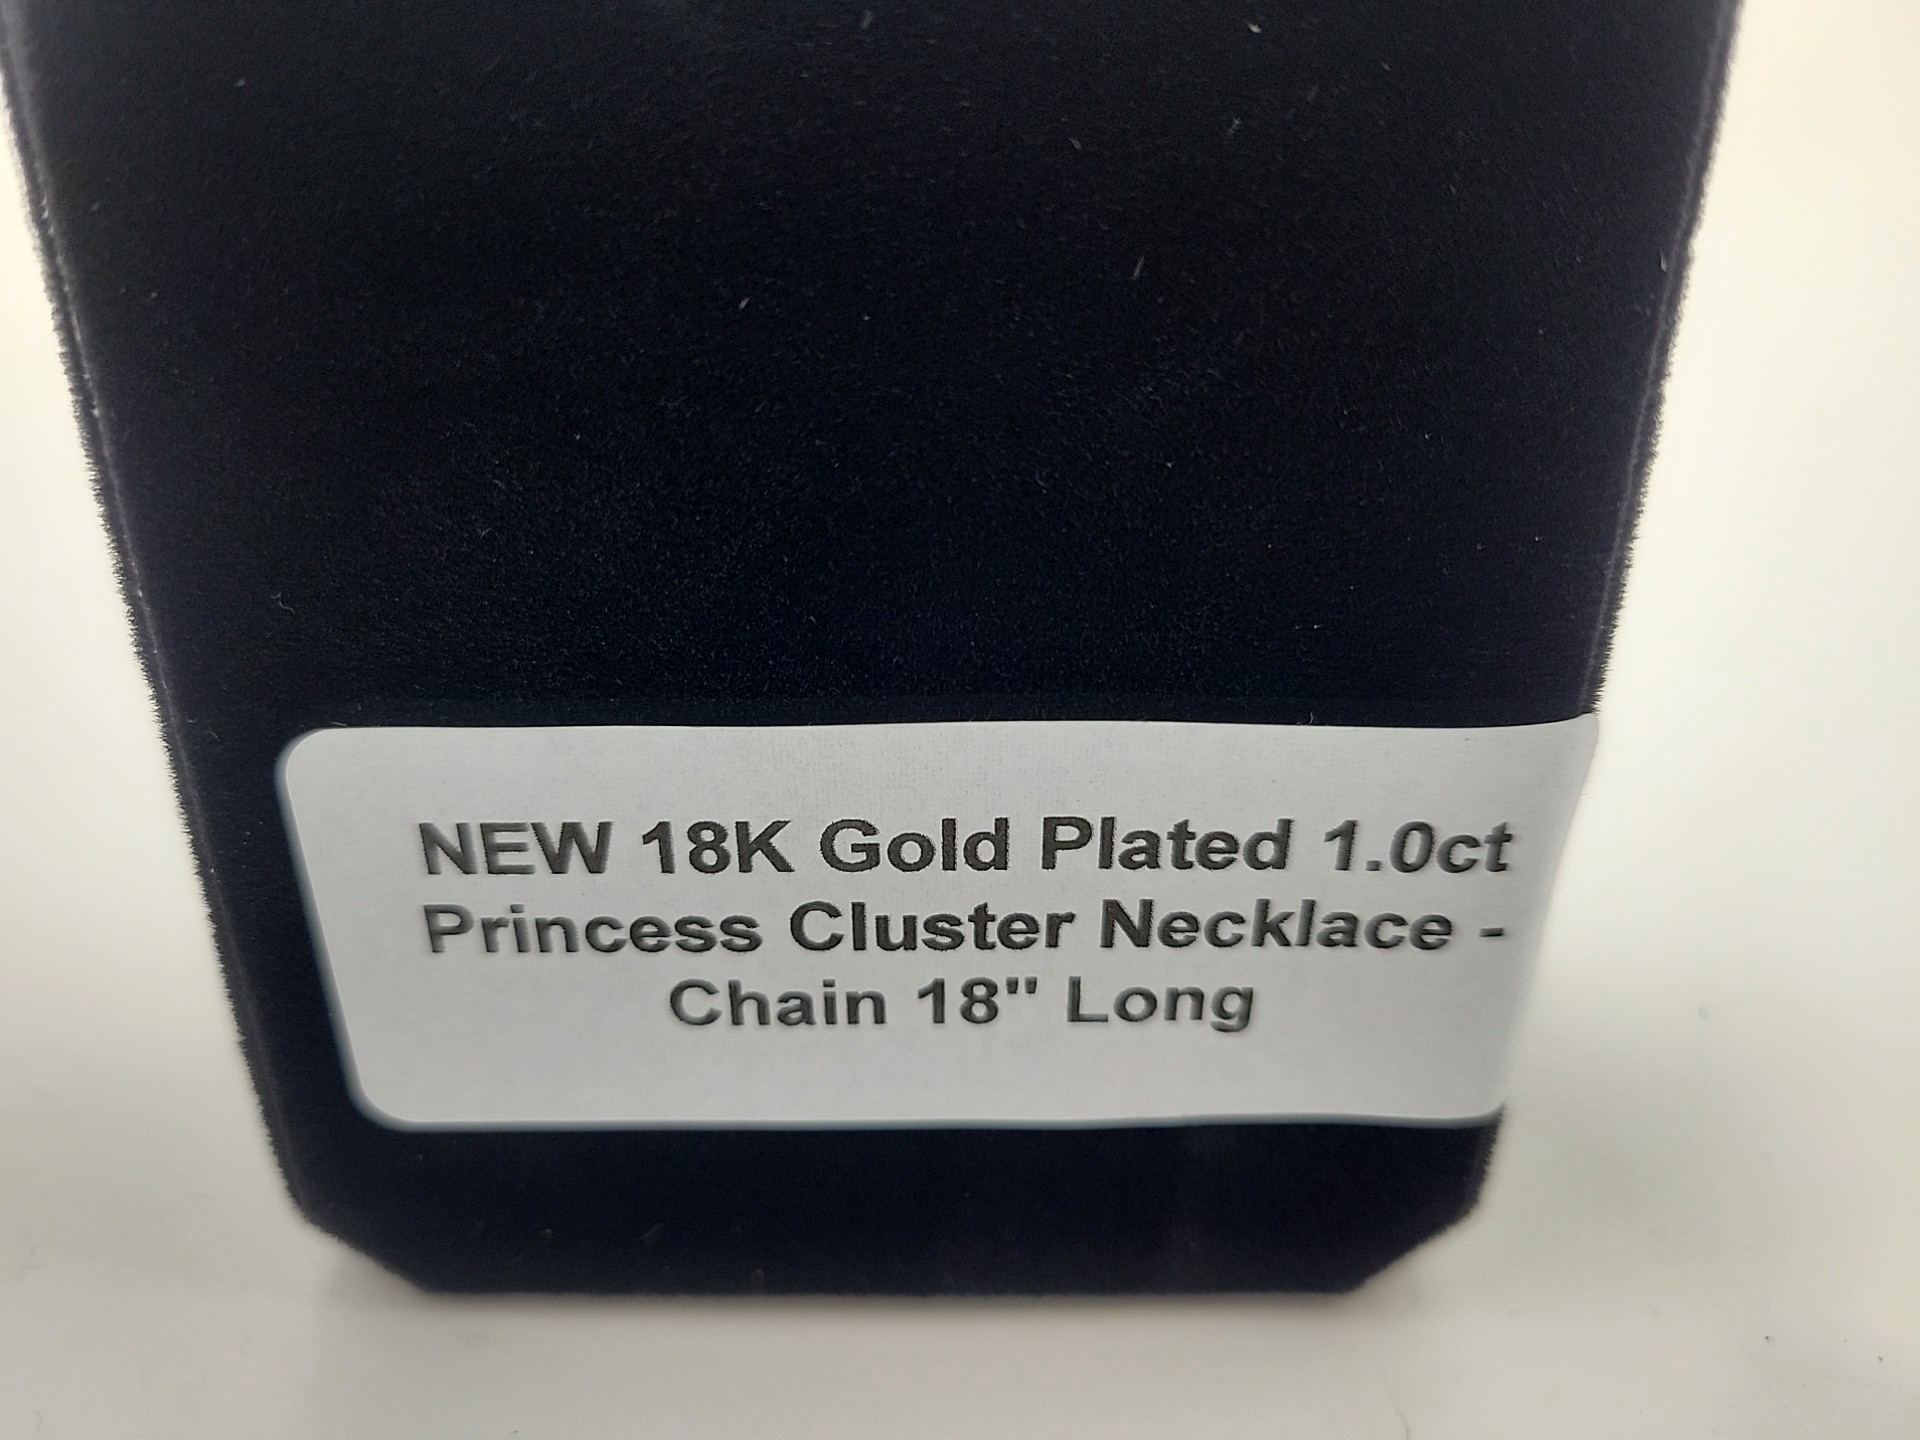 NEW 18K Gold Plated 1.0ct
Princess Cluster Necklace -
Chain 18" Long